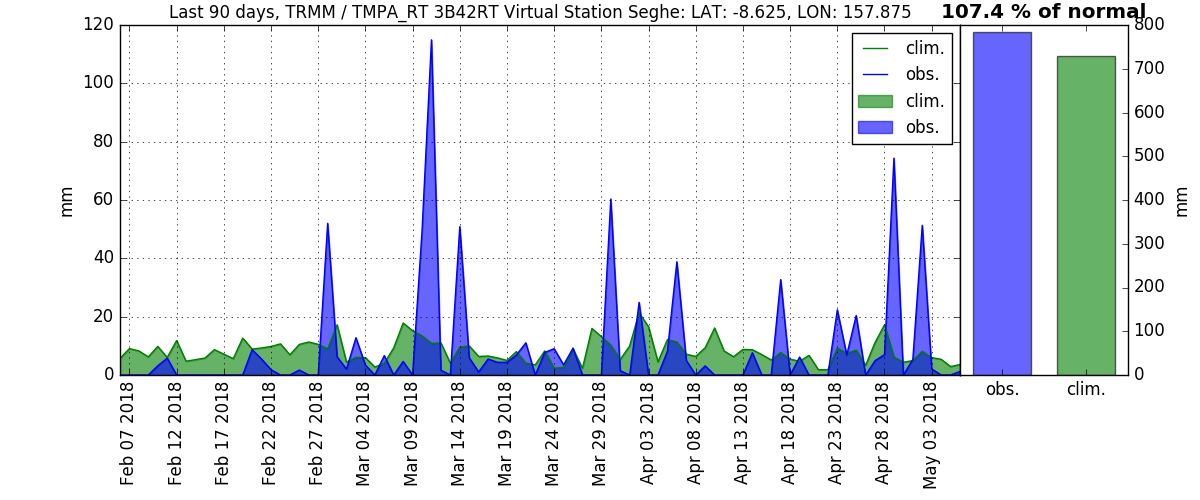 Last 90 days, TRMM / TMPA_RT 3B42RT Virtual Station Seghe: LAT: -8.625, LON: 157.875
107.4 % of normal
120
100
80
60
40
20
0
mm
clim.
obs.
clim.
obs.
800
700
600
500
400
300
200
100
0
mm
Feb 07 2018
Feb 12 2018
Feb 17 2018
Feb 22 2018
Feb 27 2018
Mar 04 2018
Mar 09 2018
Mar 14 2018
Mar 19 2018
Mar 24 2018
Mar 29 2018
Apr 03 2018
Apr 08 2018
Apr 13 2018
Apr 18 2018
Apr 23 2018
Apr 28 2018
May 03 2018
obs.
clim.